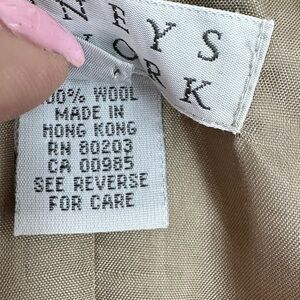 NEYS
ORK
00% WOOL
MADE IN
HONG KONG
RN 80203
CA 00985
SEE REVERSE
FOR CARE